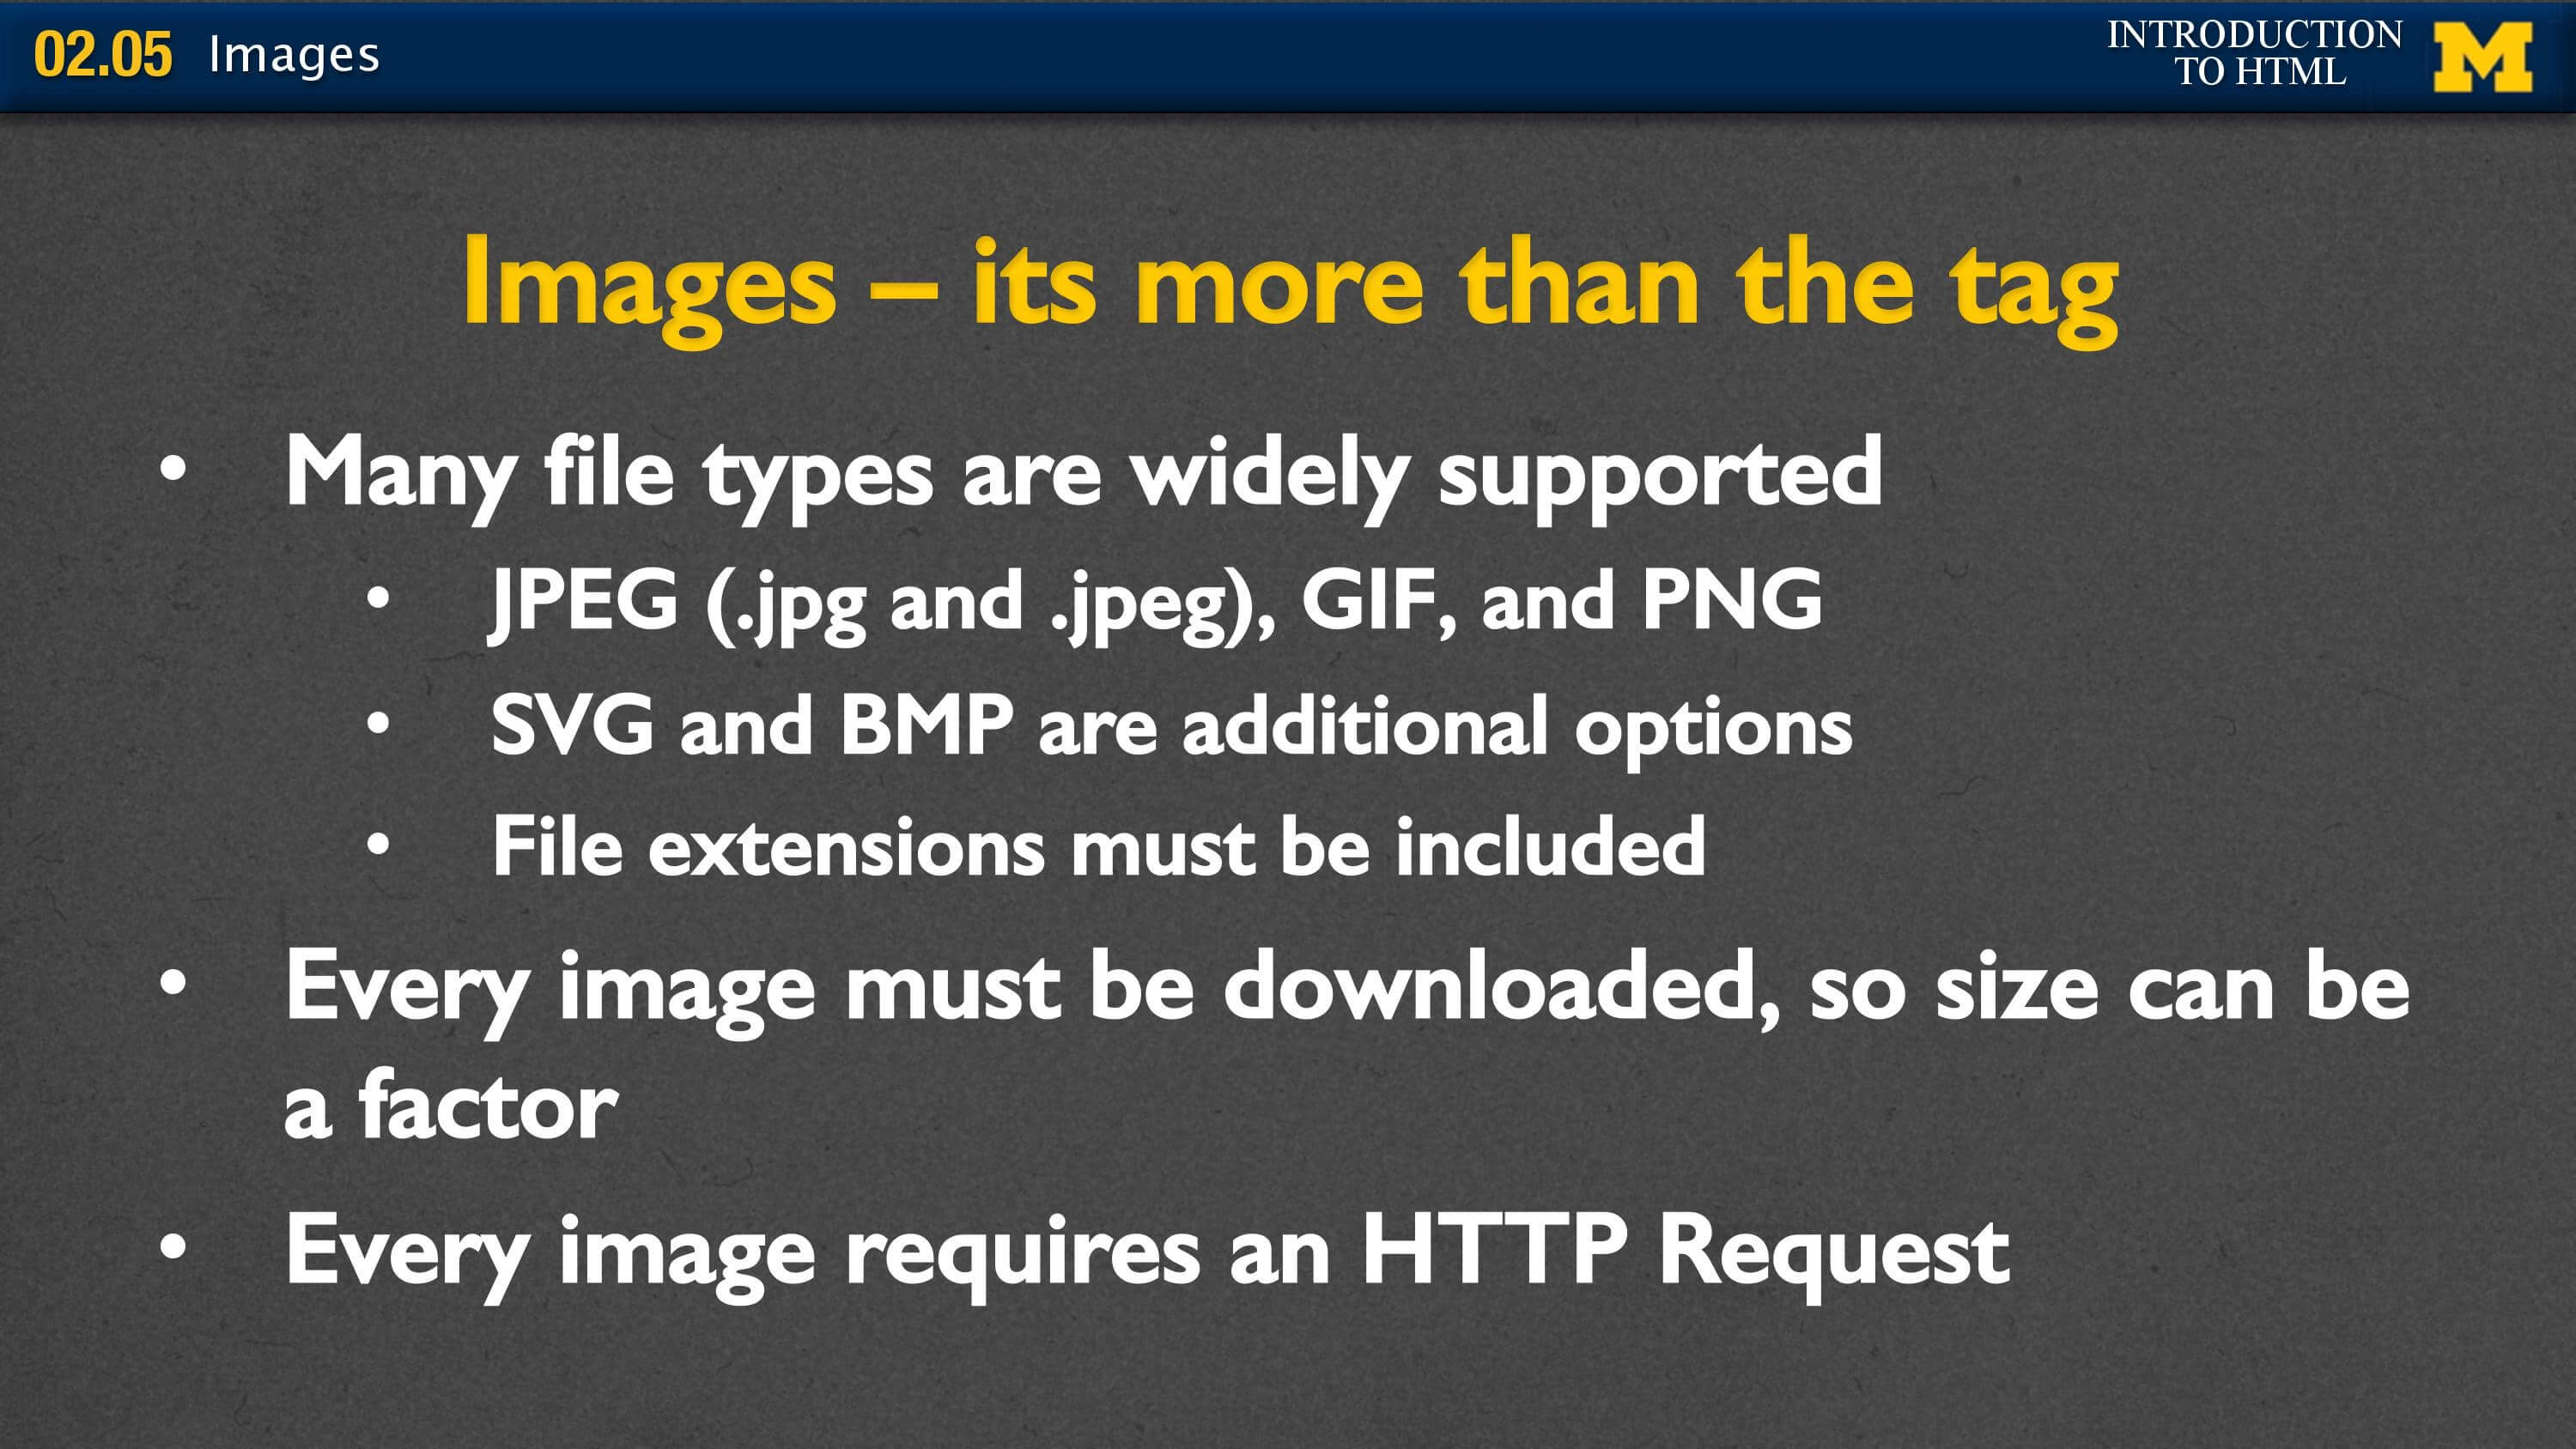 02.05 Images
INTRODUCTION
TO HTML
M
Images – its more than the tag
• Many file types are widely supported
• JPEG (.jpg and .jpeg), GIF, and PNG
• SVG and BMP are additional options
• File extensions must be included
• Every image must be downloaded, so size can be
a factor
• Every image requires an HTTP Request